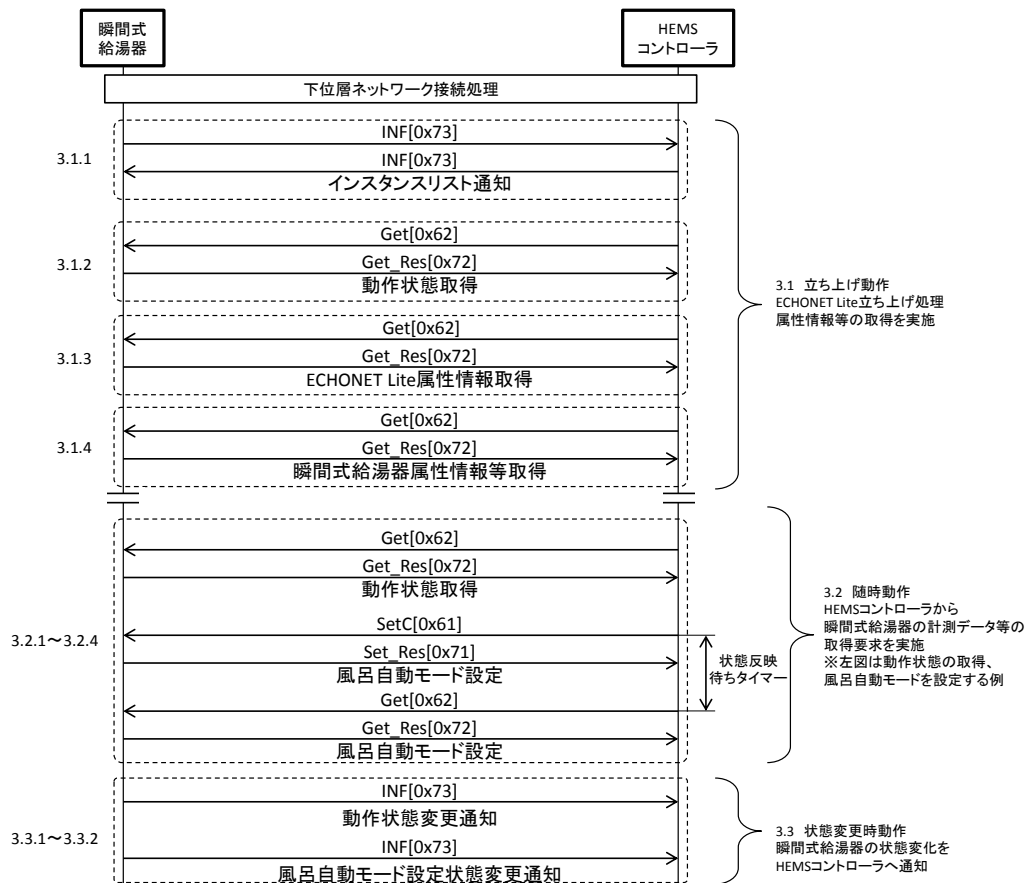 瞬間式
給湯器
HEMS
コントローラ
下位層ネットワーク接続処理
3.1.1
INF[0x73]
INF[0x73]
インスタンスリスト通知
3.1.2
Get[0x62]
Get_Res[0x72]
動作状態取得
3.1.3
Get[0x62]
Get_Res[0x72]
ECHONET Lite属性情報取得
3.1.4
Get[0x62]
Get_Res[0x72]
瞬間式給湯器属性情報等取得
3.1 立ち上げ動作
ECHONET Lite立ち上げ処理
属性情報等の取得を実施
3.2.1～3.2.4
Get[0x62]
Get_Res[0x72]
動作状態取得
SetC[0x61]
Set_Res[0x71]
風呂自動モード設定
Get[0x62]
Get_Res[0x72]
風呂自動モード設定
状態反映
待ちタイマー
3.2 随時動作
HEMSコントローラから
瞬間式給湯器の計測データ等の
取得要求を実施
※左図は動作状態の取得、
風呂自動モードを設定する例
3.3.1～3.3.2
INF[0x73]
動作状態変更通知
INF[0x73]
風呂自動モード設定状態変更通知
3.3 状態変更時動作
瞬間式給湯器の状態変化を
HEMSコントローラへ通知